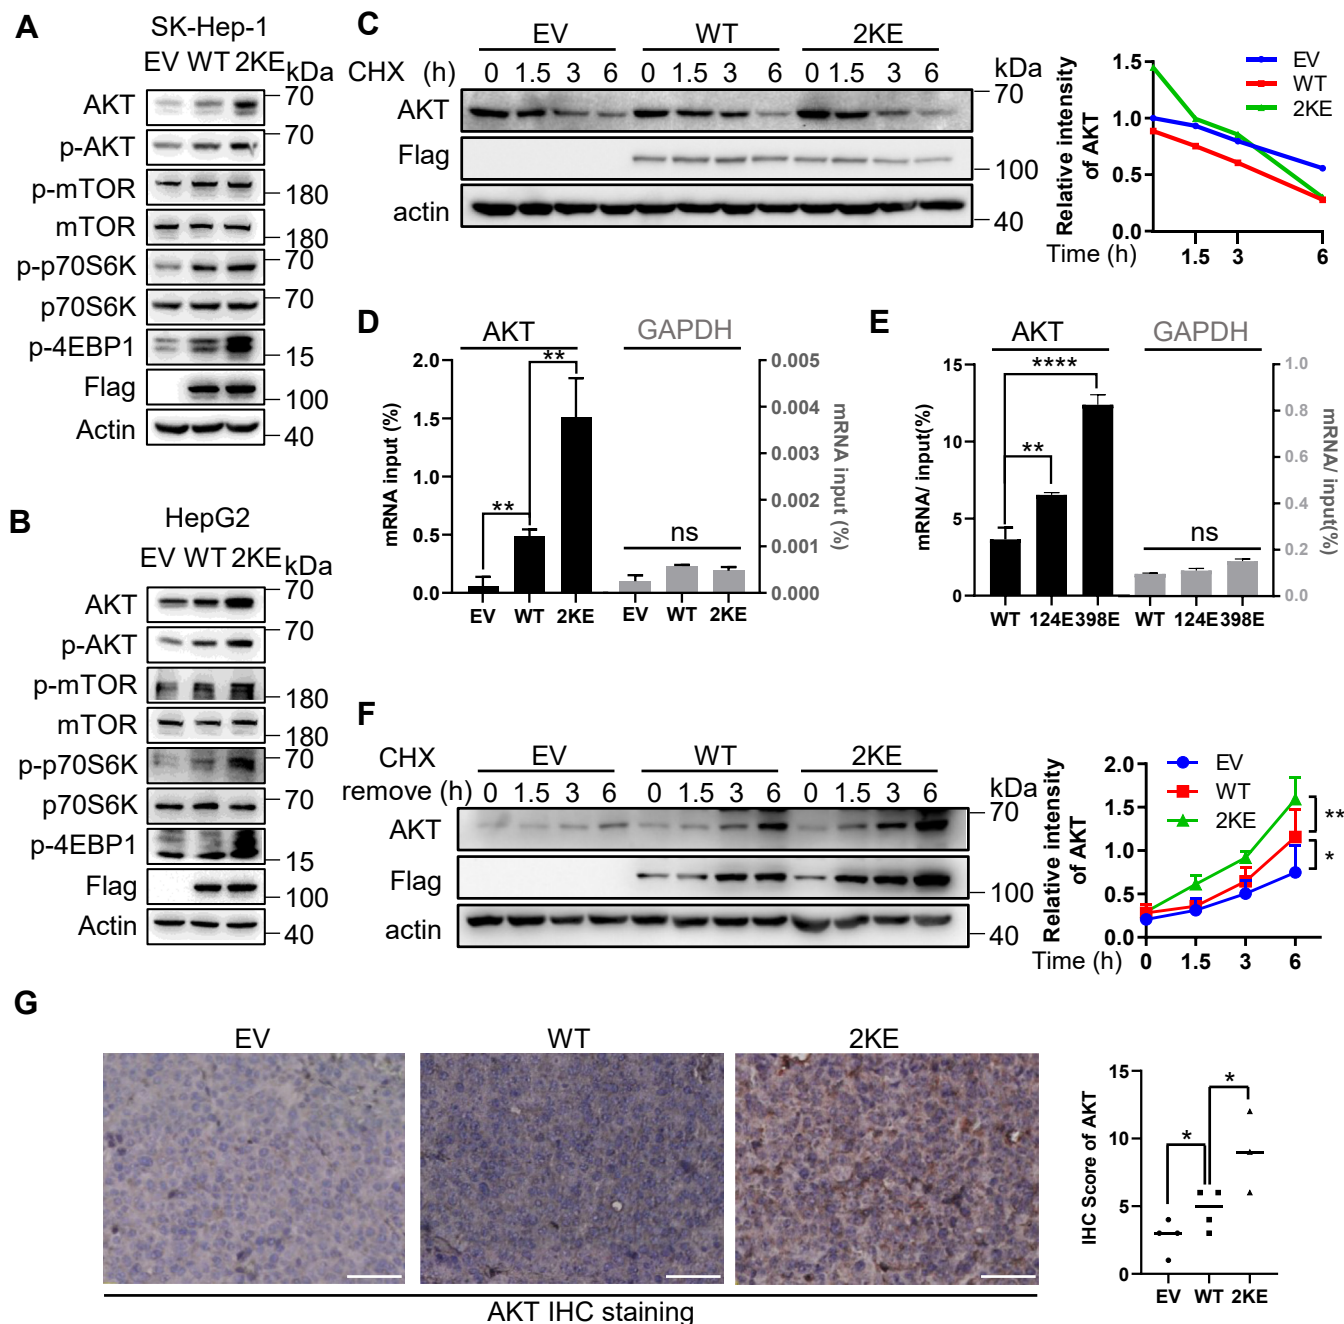 A
SK-Hep-1
EV WT 2KE kDa
AKT 70
p-AKT 70
p-mTOR 180
mTOR 180
p-p70S6K 70
p70S6K 70
p-4EBP1 15
Flag 100
Actin 40
B
HepG2
EV WT 2KE kDa
AKT 70
p-AKT 70
p-mTOR 180
mTOR 180
p-p70S6K 70
p70S6K 70
p-4EBP1 15
Flag 100
Actin 40
C
EV WT 2KE
CHX (h) 0 1.5 3 6 0 1.5 3 6 0 1.5 3 6 kDa
AKT 70
Flag 100
actin 40
Relative intensity
of AKT
1.5
1.0
0.5
0.0
EV
WT
2KE
Time (h) 1.5 3 6
D
AKT GAPDH
mRNA input (%)
2.0
1.5
1.0
0.5
0.0
** **
ns
EV WT 2KE EV WT 2KE
0.005
0.004
0.003
0.002
0.001
0.000
mRNA input (%)
E
AKT GAPDH
mRNA/ input(%)
15
10
5
0
****
**
ns
WT 124E 398E WT 124E 398E
1.0
0.8
0.6
0.4
0.2
0.0
mRNA/ input(%)
F
CHX EV WT 2KE
remove (h) 0 1.5 3 6 0 1.5 3 6 0 1.5 3 6 kDa
AKT 70
Flag 100
actin 40
Relative intensity
of AKT
2.0
1.5
1.0
0.5
0.0
EV
WT
2KE
**
*
Time (h) 0 1.5 3 6
G
EV WT 2KE
AKT IHC staining
IHC Score of AKT
15
10
5
0
* *
EV WT 2KE